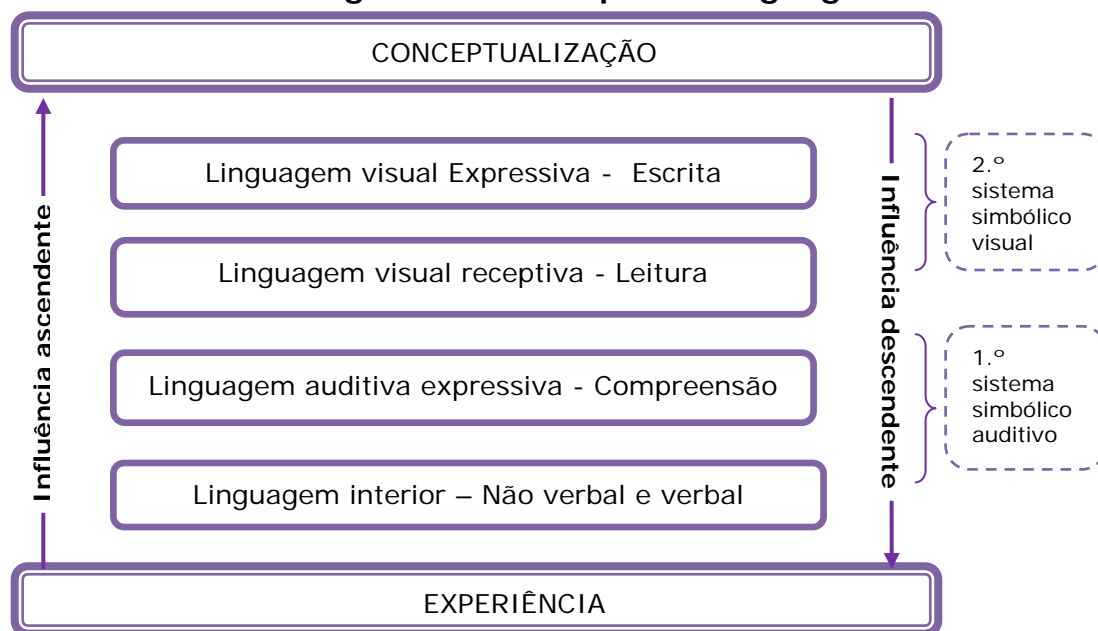 CONCEPTUALIZAÇÃO
Linguagem visual Expressiva - Escrita
Linguagem visual receptiva - Leitura
Linguagem auditiva expressiva - Compreensão
Linguagem interior – Não verbal e verbal
EXPERIÊNCIA
Influência ascendente
Influência descendente
2.º
sistema
simbólico
visual
1.º
sistema
simbólico
auditivo